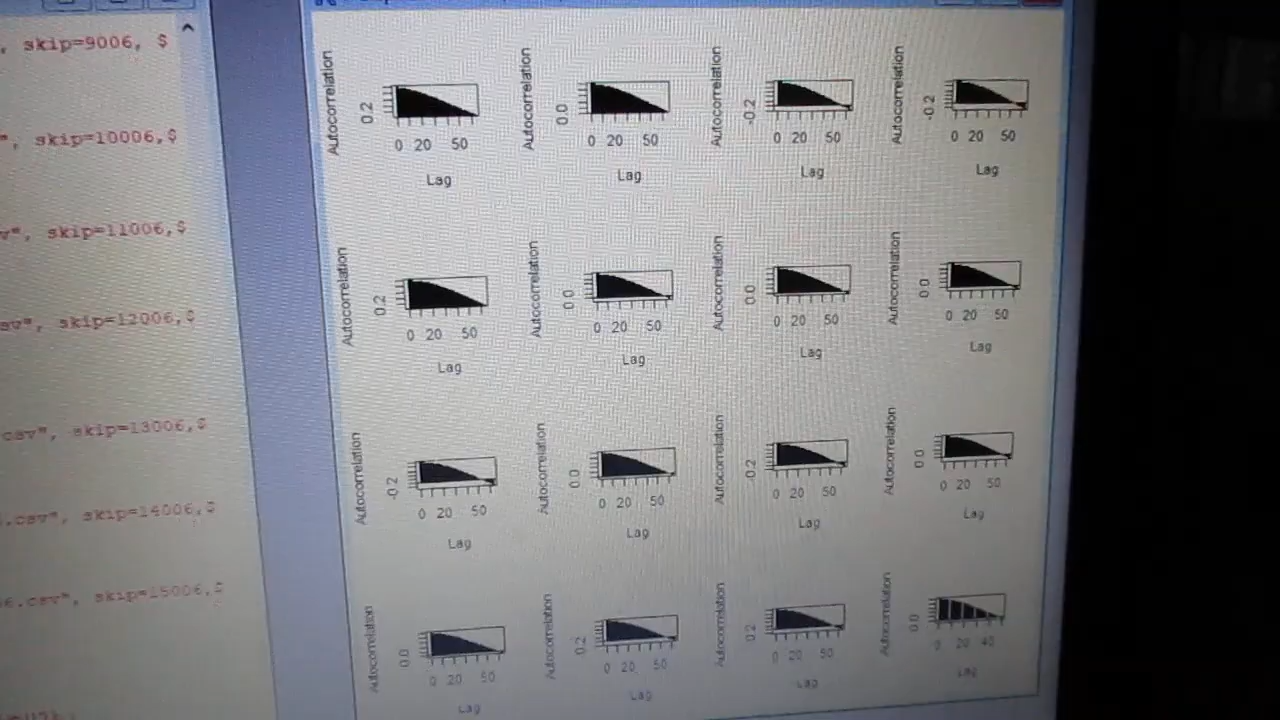 , skip=9006, $
", skip=10006,$
v", skip=11006,$
sv", skip=12006,$
csv", skip=13006,$
.csv", skip=14006,$
6.csv", skip=15006,$
Autocorrelation
0.2
0 20 50
Lag
Autocorrelation
0.0
0 20 50
Lag
Autocorrelation
-0.2
0 20 50
Lag
Autocorrelation
-0.2
0 20 50
Lag
Autocorrelation
0.2
0 20 50
Lag
Autocorrelation
0.0
0 20 50
Lag
Autocorrelation
0.0
0 20 50
Lag
Autocorrelation
0.0
0 20 50
Lag
Autocorrelation
-0.2
0 20 50
Lag
Autocorrelation
0.0
0 20 50
Lag
Autocorrelation
-0.2
0 20 50
Lag
Autocorrelation
0.0
0 20 50
Lag
Autocorrelation
0.0
0 20 50
Lag
Autocorrelation
0.2
0 20 50
Lag
Autocorrelation
0.2
0 20 50
Lag
Autocorrelation
0.0
0 20 40
Lag